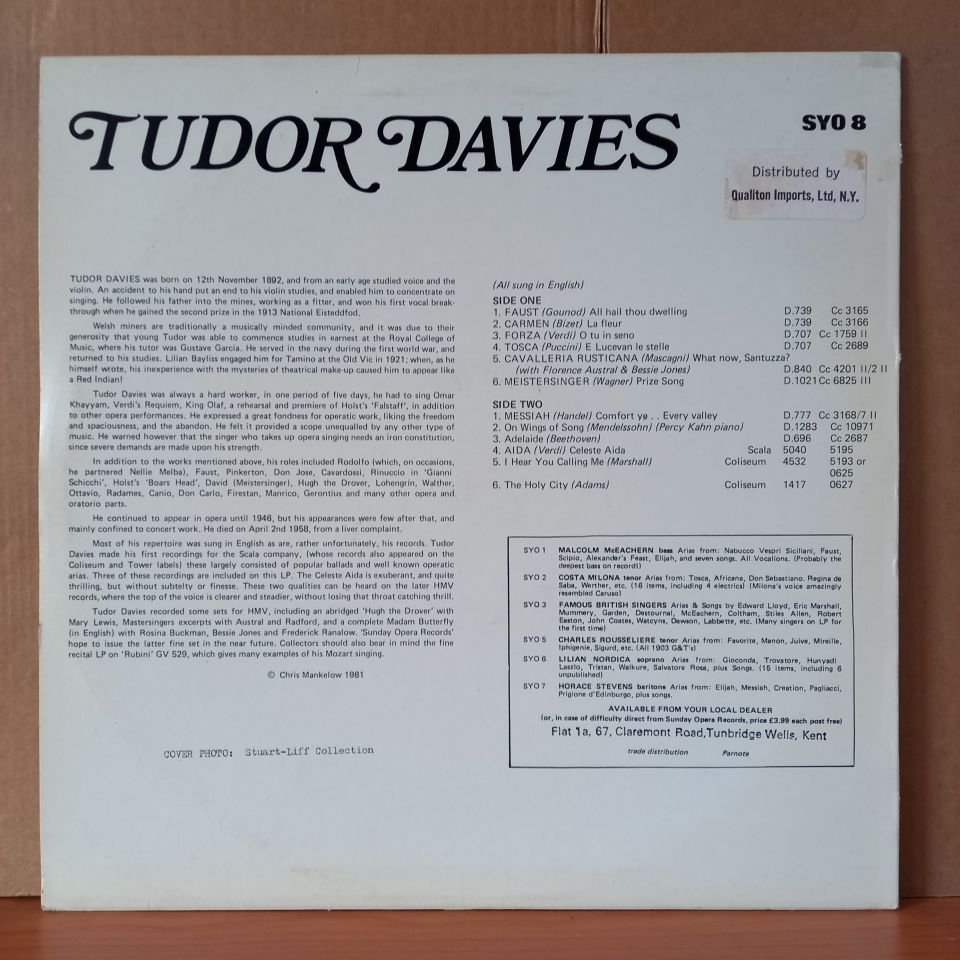 TUDOR DAVIES
SYO 8
Distributed by
Qualiton Imports, Ltd, N.Y.
TUDOR DAVIES was born on 12th November 1892, and from an early age studied voice and the
violin. An accident to his hand put an end to his violin studies, and enabled him to concentrate on
singing. He followed his father into the mines, working as a fitter, and won his first vocal break-
through when he gained the second prize in the 1913 National Eisteddfod.
Welsh miners are traditionally a musically minded community, and it was due to their
generosity that young Tudor was able to commence studies in earnest at the Royal College of
Music, where his tutor was Gustave Garcia. He served in the navy during the first world war, and
returned to his studies. Lilian Bayliss engaged him for Tamino at the Old Vic in 1921; when, as he
himself wrote, his inexperience with the mysteries of theatrical make-up caused him to appear like
a Red Indian!
Tudor Davies was always a hard worker, in one period of five days, he had to sing Omar
Khayyam, Verdi's Requiem, King Olaf, a rehearsal and premiere of Holst's 'Falstaff', in addition
to other opera performances. He expressed a great fondness for operatic work, liking the freedom
and spaciousness, and the abandon. He felt it provided a scope unequalled by any other type of
music. He warned however that the singer who takes up opera singing needs an iron constitution,
since severe demands are made upon his strength.
In addition to the works mentioned above, his roles included Rodolfo (which, on occasions,
he partnered Nellie Melba), Faust, Pinkerton, Don Jose, Cavardossi, Rinuccio in 'Gianni
Schicchi', Holst's 'Boars Head', David (Meistersinger), Hugh the Drover, Lohengrin, Walther,
Ottavio, Radames, Canio, Don Carlo, Firestan, Manrico, Gerontius and many other opera and
oratorio parts.
He continued to appear in opera until 1946, but his appearances were few after that, and
mainly confined to concert work. He died on April 2nd 1958, from a liver complaint.
Most of his repertoire was sung in English as are, rather unfortunately, his records. Tudor
Davies made his first recordings for the Scala company, (whose records also appeared on the
Coliseum and Tower labels) these largely consisted of popular ballads and well known operatic
arias. Three of these recordings are included on this LP. The Celeste Aida is exuberant, and quite
thrilling, but without subtelty or finesse. These two qualities can be heard on the later HMV
records, where the top of the voice is clearer and steadier, without losing that throat catching thrill.
Tudor Davies recorded some sets for HMV, including an abridged 'Hugh the Drover' with
Mary Lewis, Mastersingers excerpts with Austral and Radford, and a complete Madam Butterfly
(in English) with Rosina Buckman, Bessie Jones and Frederick Ranalow. 'Sunday Opera Records'
hope to issue the latter fine set in the near future. Collectors should also bear in mind the fine
recital LP on 'Rubini' GV 529, which gives many examples of his Mozart singing.
© Chris Mankelow 1981
COVER PHOTO: Stuart-Liff Collection
(All sung in English)
SIDE ONE
1. FAUST (Gounod) All hail thou dwelling D.739 Cc 3165
2. CARMEN (Bizet) La fleur D.739 Cc 3166
3. FORZA (Verdi) O tu in seno D.707 Cc 1759 II
4. TOSCA (Puccini) E Lucevan le stelle D.707 Cc 2689
5. CAVALLERIA RUSTICANA (Mascagni) What now, Santuzza?
(with Florence Austral & Bessie Jones) D.840 Cc 4201 II/2 II
6. MEISTERSINGER (Wagner) Prize Song D.1021 Cc 6825 III
SIDE TWO
1. MESSIAH (Handel) Comfort ye . . Every valley D.777 Cc 3168/7 II
2. On Wings of Song (Mendelssohn) (Percy Kahn piano) D.1283 Cc 10971
3. Adelaide (Beethoven) D.696 Cc 2687
4. AIDA (Verdi) Celeste Aida Scala 5040 5195
5. I Hear You Calling Me (Marshall) Coliseum 4532 5193 or
0625
6. The Holy City (Adams) Coliseum 1417 0627
SYO 1 MALCOLM McEACHERN bass Arias from: Nabucco Vespri Siciliani, Faust,
Scipio, Alexander's Feast, Elijah, and seven songs. All Vocalions. (Probably the
deepest bass on record!)
SYO 2 COSTA MILONA tenor Arias from: Tosca, Africana, Don Sebastiano. Regina de
Saba, Werther, etc. (16 items, including 4 electrics) (Milona's voice amazingly
resembled Caruso)
SYO 3 FAMOUS BRITISH SINGERS Arias & Songs by Edward Lloyd, Eric Marshall,
Mummery, Garden, Destournal, McEachern, Coltham, Stiles Allen, Robert
Easton, John Coates, Watcyns, Dawson, Labbette, etc. (Many singers on LP for
the first time)
SYO 5 CHARLES ROUSSELIERE tenor Arias from: Favorite, Manon, Juive, Mireille,
Iphigenie, Sigurd, etc. (All 1903 G&T's)
SYO 6 LILIAN NORDICA soprano Arias from: Gioconda, Trovatore, Hunyadi
Laszlo, Tristan, Walkure, Salvatore Rosa, plus Songs. (15 items, including 6
unpublished)
SYO 7 HORACE STEVENS baritone Arias from: Elijah, Messiah, Creation, Pagliacci,
Prigione d'Edinburgo, plus songs.
AVAILABLE FROM YOUR LOCAL DEALER
(or, in case of difficulty direct from Sunday Opera Records, price £3.99 each post free)
Flat 1a, 67, Claremont Road,Tunbridge Wells, Kent
trade distribution Parnote